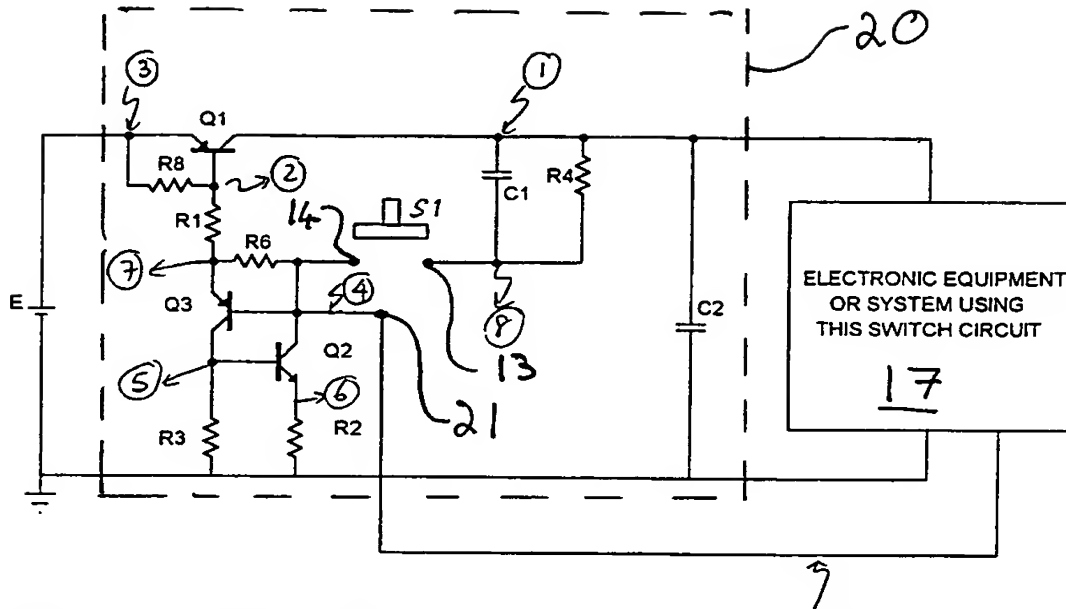 20
3
1
Q1
R8
2
C1
R4
S1
14
R1
R6
7
4
ELECTRONIC EQUIPMENT
OR SYSTEM USING
THIS SWITCH CIRCUIT
E
Q3
8
C2
13
Q2
17
5
6
21
R3
R2